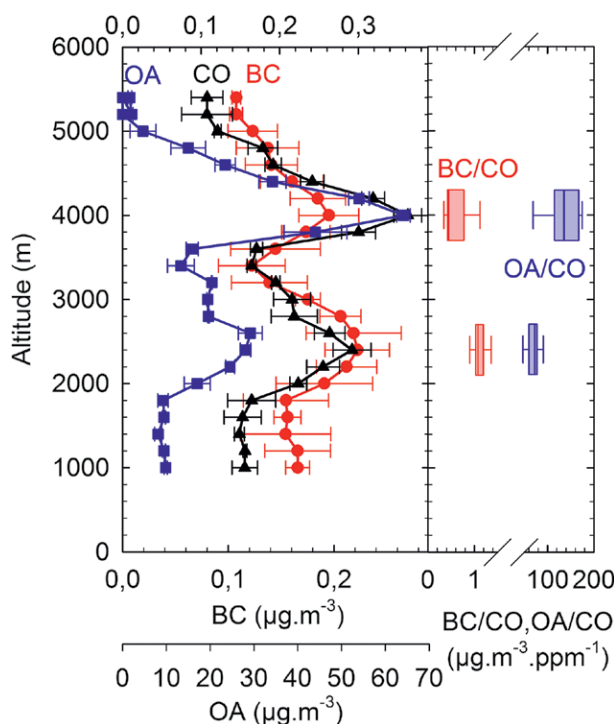 0,0 0,1 0,2 0,3
6000
5000
4000
3000
2000
1000
0
Altitude (m)
OA CO BC
BC/CO
OA/CO
0,0 0,1 0,2 0 1 100 200
BC (µg.m⁻³)
BC/CO,OA/CO
(µg.m⁻³.ppm⁻¹)
0 10 20 30 40 50 60 70
OA (µg.m⁻³)